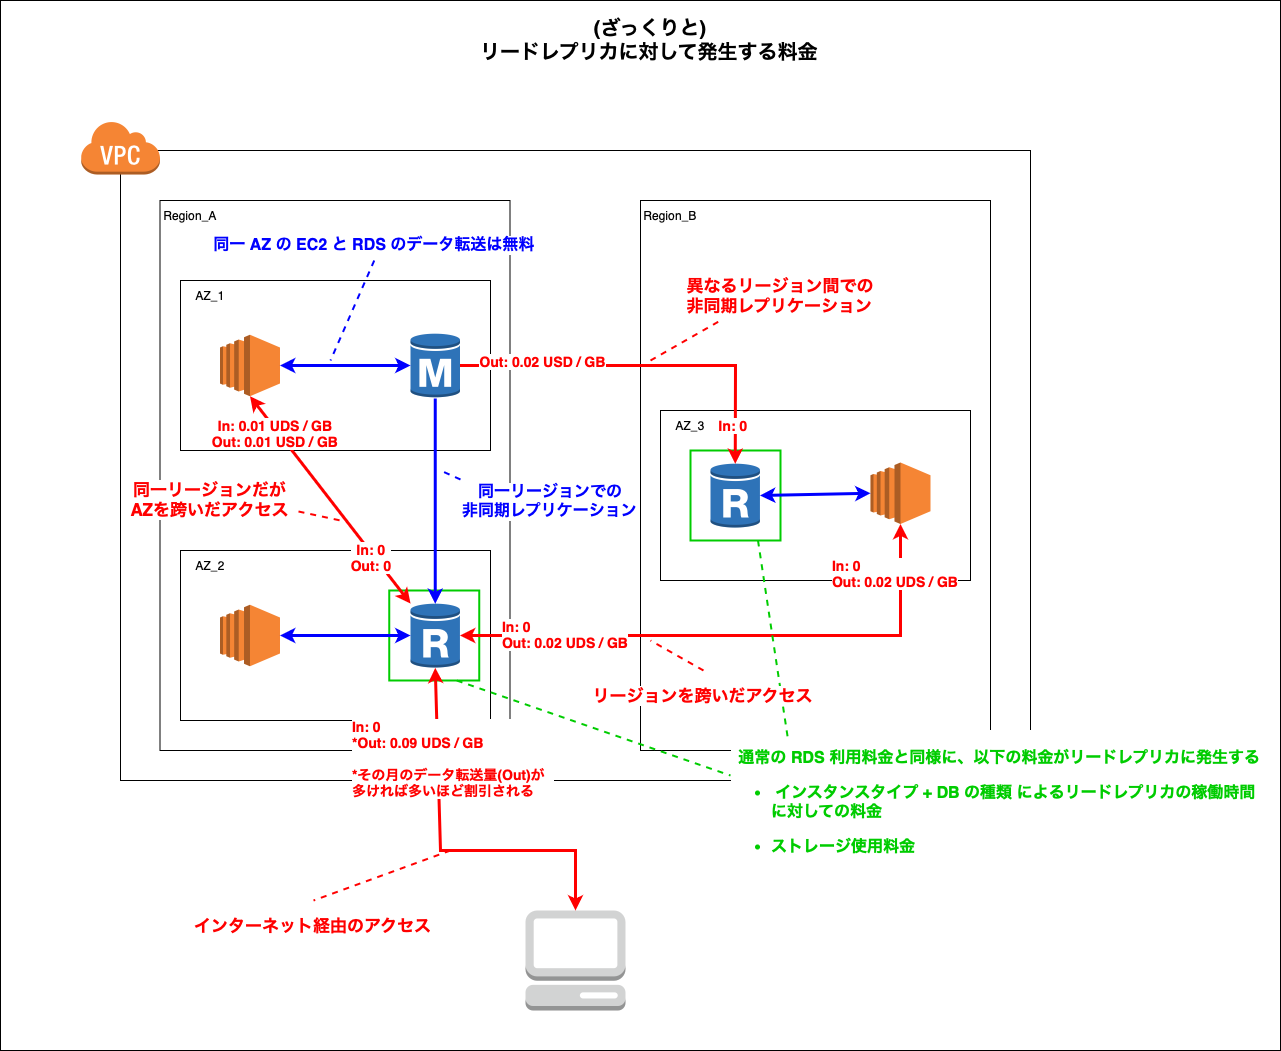 (ざっくりと)
リードレプリカに対して発生する料金
VPC
Region_A
Region_B
同一 AZ の EC2 と RDS のデータ転送は無料
AZ_1
異なるリージョン間での
非同期レプリケーション
M
Out: 0.02 USD / GB
In: 0.01 UDS / GB
Out: 0.01 USD / GB
AZ_3
In: 0
R
同一リージョンだが
AZを跨いだアクセス
同一リージョンでの
非同期レプリケーション
In: 0
Out: 0
AZ_2
In: 0
Out: 0.02 UDS / GB
R
In: 0
Out: 0.02 UDS / GB
リージョンを跨いだアクセス
In: 0
*Out: 0.09 UDS / GB
*その月のデータ転送量(Out)が
多ければ多いほど割引される
通常の RDS 利用料金と同様に、以下の料金がリードレプリカに発生する
• インスタンスタイプ + DB の種類 によるリードレプリカの稼働時間
に対しての料金
• ストレージ使用料金
インターネット経由のアクセス